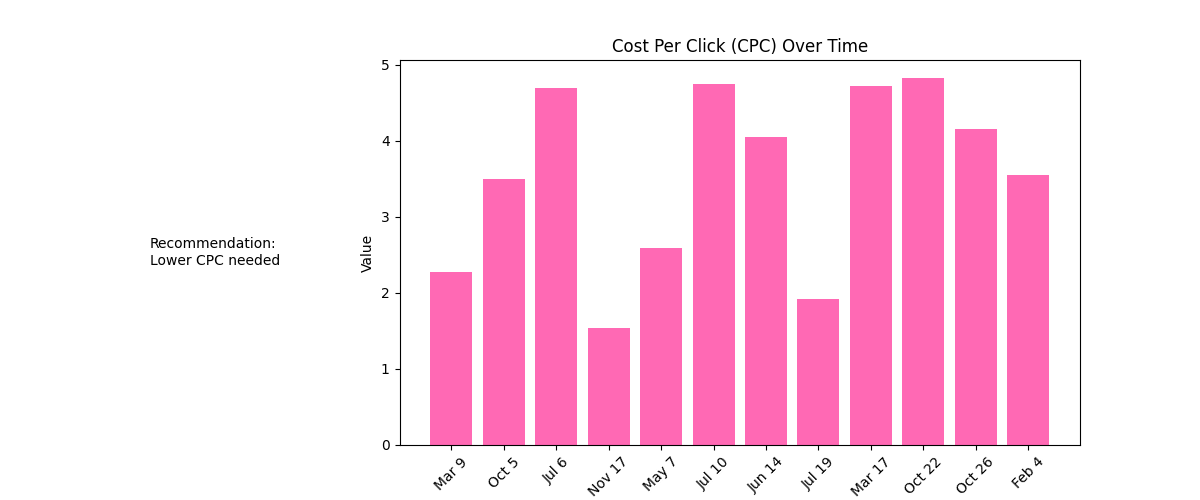 Cost Per Click (CPC) Over Time
Recommendation:
Lower CPC needed
Value
5
4
3
2
1
0
Mar 9
Oct 5
Jul 6
Nov 17
May 7
Jul 10
Jun 14
Jul 19
Mar 17
Oct 22
Oct 26
Feb 4